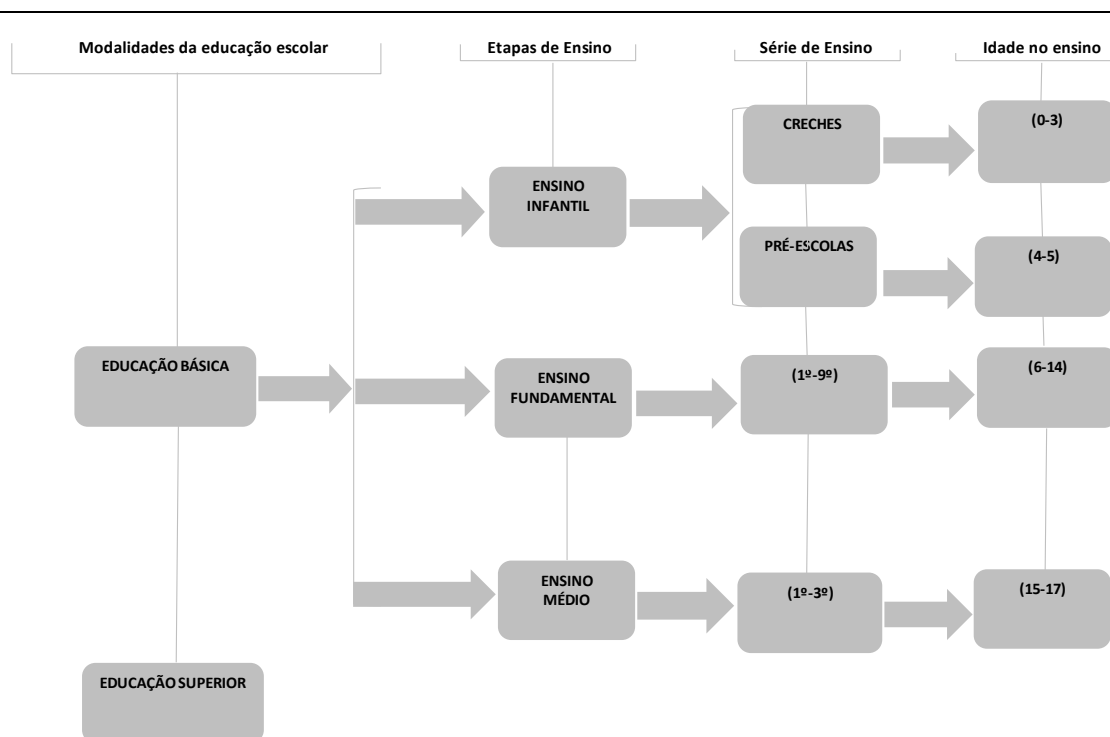 Modalidades da educação escolar
Etapas de Ensino
Série de Ensino
Idade no ensino
CRECHES
(0-3)
ENSINO
INFANTIL
PRÉ-ESCOLAS
(4-5)
EDUCAÇÃO BÁSICA
ENSINO
FUNDAMENTAL
(1º-9º)
(6-14)
ENSINO
MÉDIO
(1º-3º)
(15-17)
EDUCAÇÃO SUPERIOR